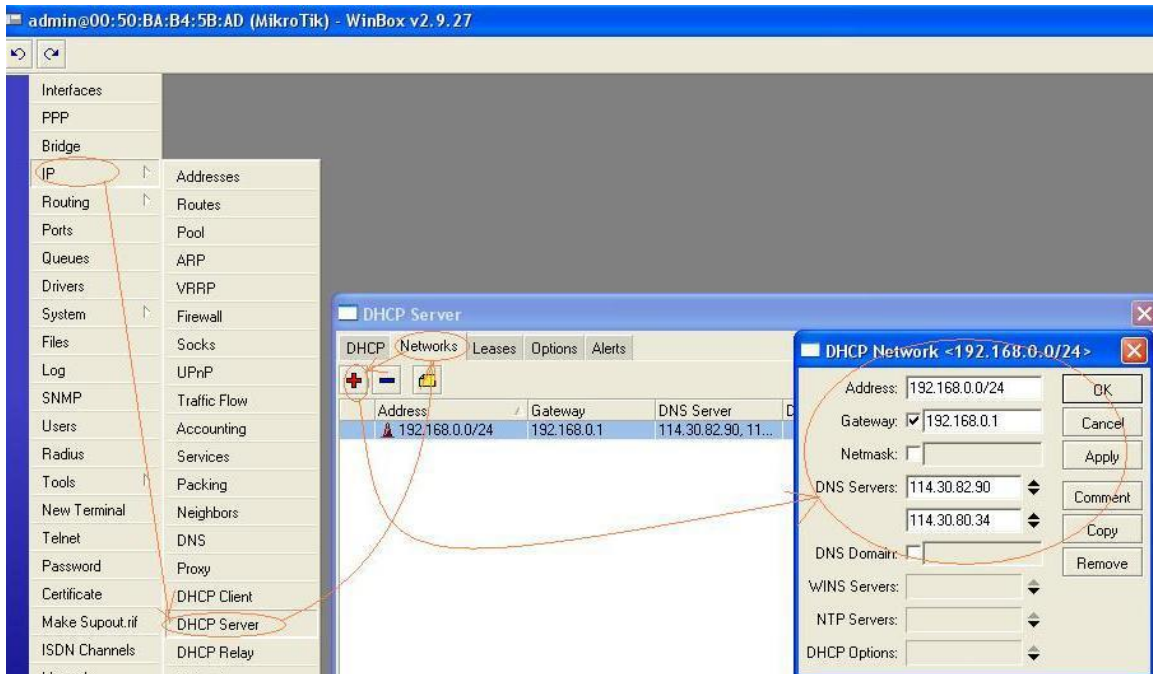 admin@00:50:BA:B4:5B:AD (MikroTik) - WinBox v2.9.27
Interfaces
PPP
Bridge
IP
Routing
Ports
Queues
Drivers
System
Files
Log
SNMP
Users
Radius
Tools
New Terminal
Telnet
Password
Certificate
Make Supout.rif
ISDN Channels
Addresses
Routes
Pool
ARP
VRRP
Firewall
Socks
UPnP
Traffic Flow
Accounting
Services
Packing
Neighbors
DNS
Proxy
DHCP Client
DHCP Server
DHCP Relay
DHCP Server
DHCP Networks Leases Options Alerts
Address Gateway DNS Server D
192.168.0.0/24 192.168.0.1 114.30.82.90, 11...
DHCP Network <192.168.0.0/24>
Address: 192.168.0.0/24 OK
Gateway: 192.168.0.1 Cancel
Netmask: Apply
DNS Servers: 114.30.82.90 Comment
114.30.80.34 Copy
DNS Domain: Remove
WINS Servers:
NTP Servers:
DHCP Options: